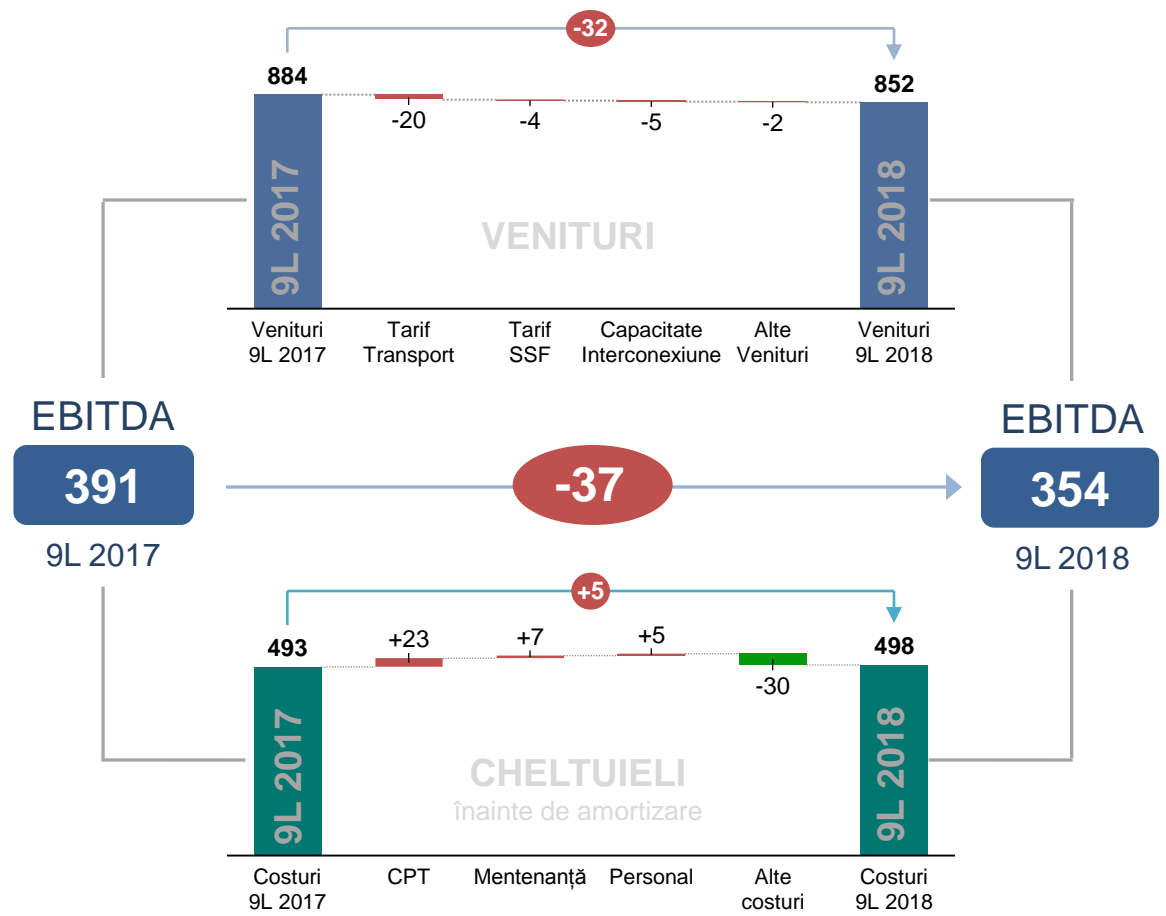 -32
884
852
-20
-4
-5
-2
9L 2017
9L 2018
VENITURI
Venituri
9L 2017
Tarif
Transport
Tarif
SSF
Capacitate
Interconexiune
Alte
Venituri
Venituri
9L 2018
EBITDA
391
9L 2017
-37
EBITDA
354
9L 2018
+5
493
+23
+7
+5
498
-30
9L 2017
9L 2018
CHELTUIELI
înainte de amortizare
Costuri
9L 2017
CPT
Mentenanță
Personal
Alte
costuri
Costuri
9L 2018